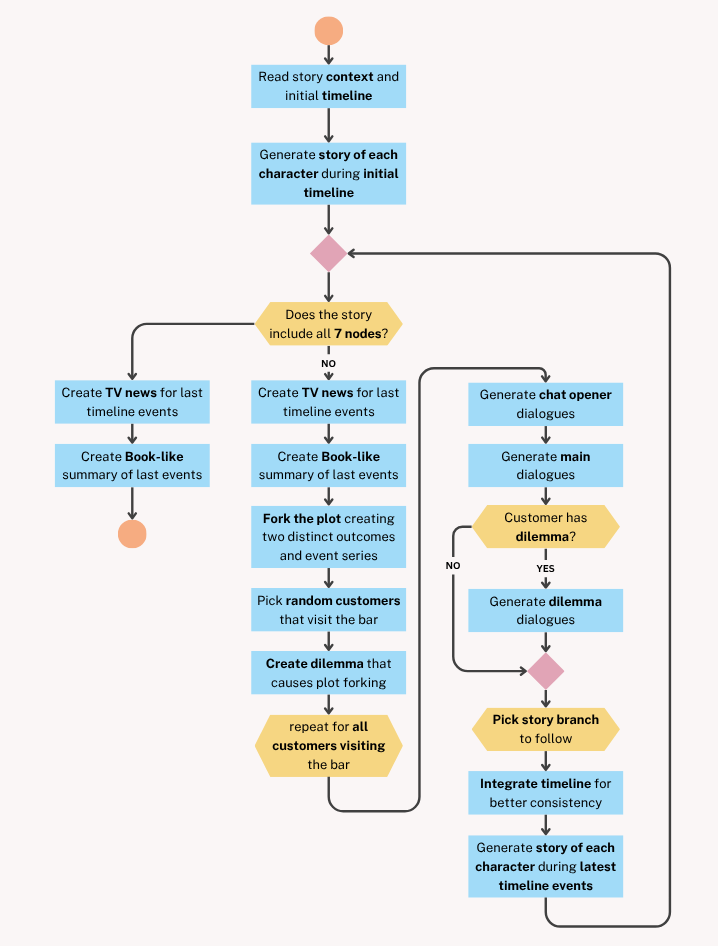 Read story context and
initial timeline
Generate story of each
character during initial
timeline
Does the story
include all 7 nodes?
NO
Create TV news for last
timeline events
Create Book-like
summary of last events
Create TV news for last
timeline events
Create Book-like
summary of last events
Fork the plot creating
two distinct outcomes
and event series
Pick random customers
that visit the bar
Create dilemma that
causes plot forking
repeat for all
customers visiting
the bar
Generate chat opener
dialogues
Generate main
dialogues
Customer has
dilemma?
NO
YES
Generate dilemma
dialogues
Pick story branch
to follow
Integrate timeline for
better consistency
Generate story of each
character during latest
timeline events